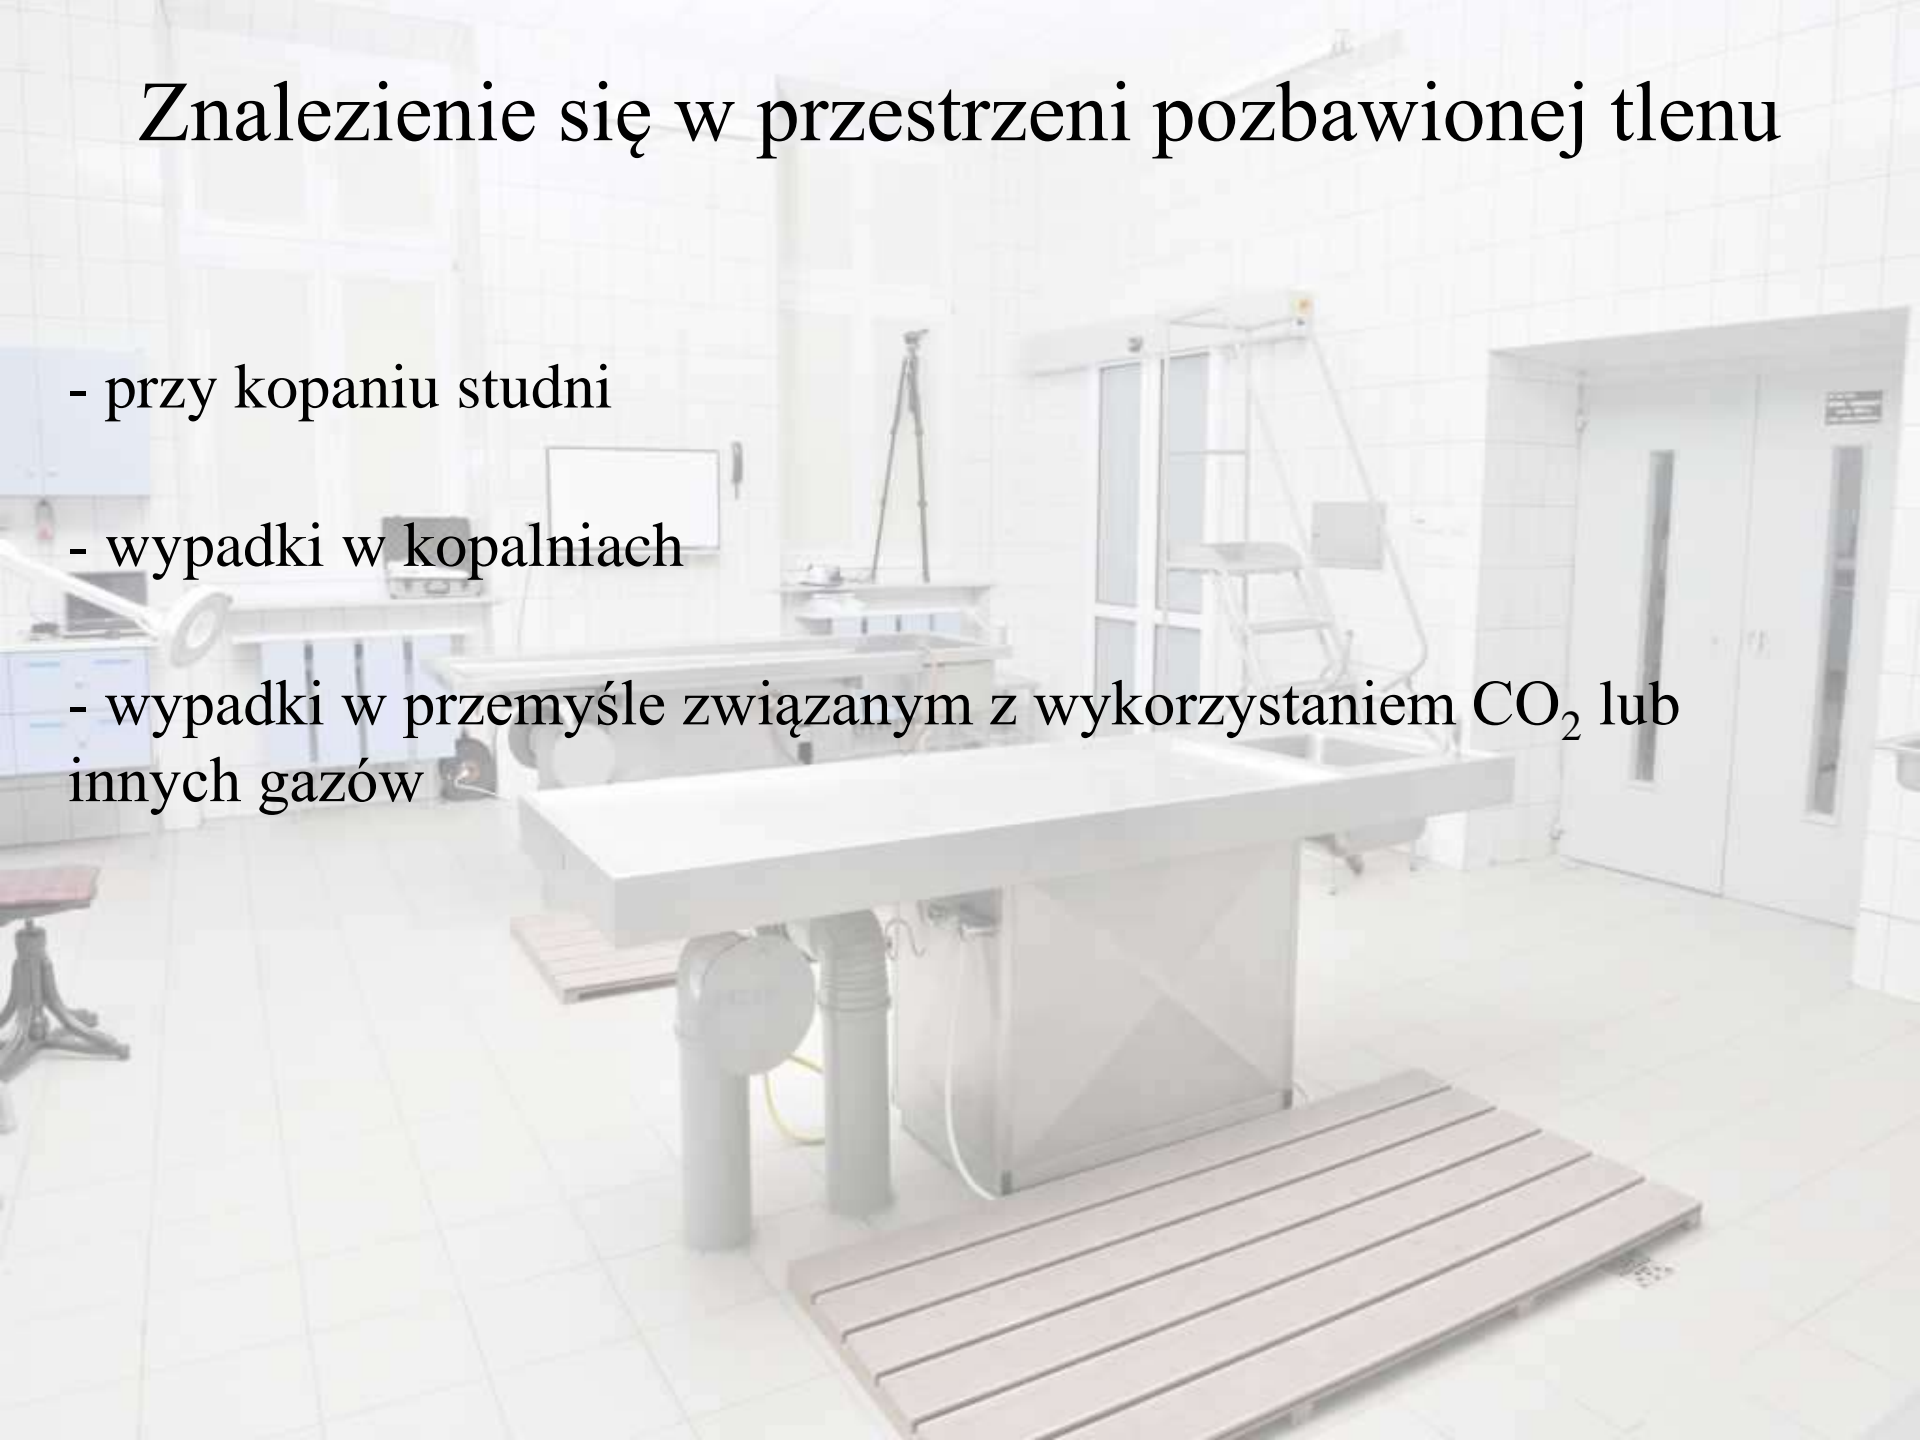 Znalezienie się w przestrzeni pozbawionej tlenu
- przy kopaniu studni
- wypadki w kopalniach
- wypadki w przemyśle związanym z wykorzystaniem CO₂ lub
innych gazów